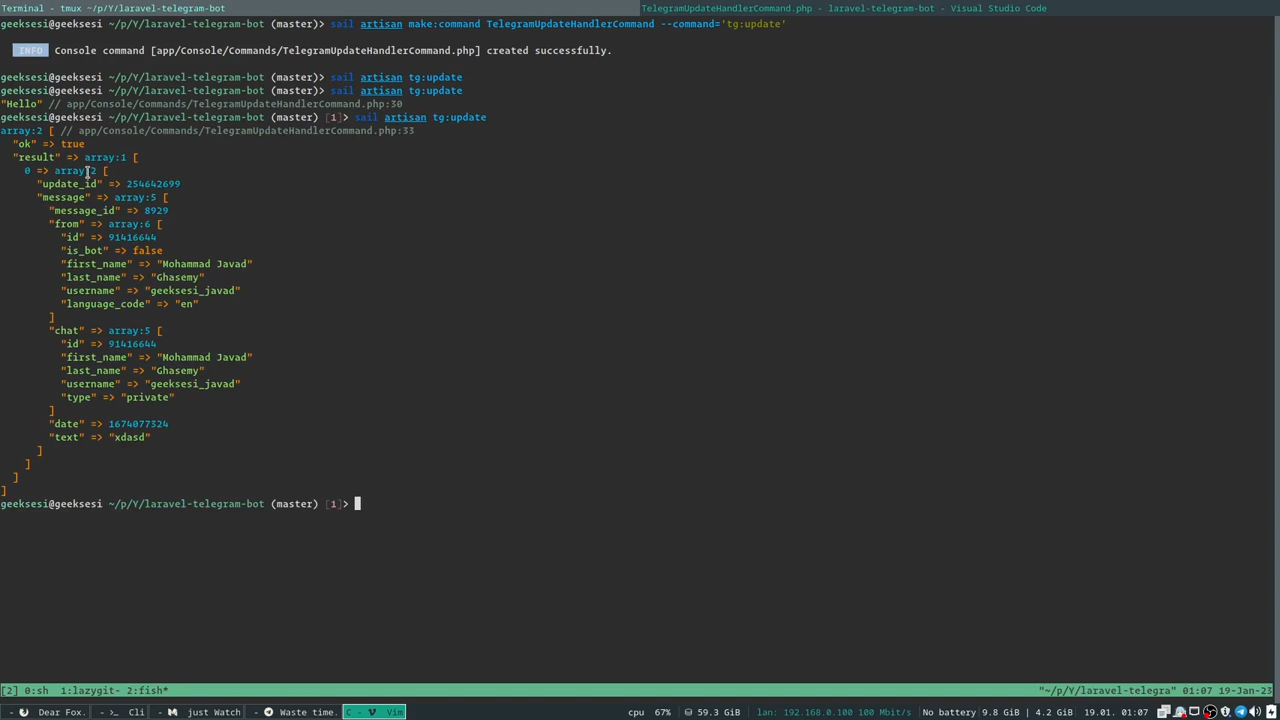 Terminal - tmux ~/p/Y/laravel-telegram-bot
TelegramUpdateHandlerCommand.php - laravel-telegram-bot - Visual Studio Code
geeksesi@geeksesi ~/p/Y/laravel-telegram-bot (master)> sail artisan make:command TelegramUpdateHandlerCommand --command='tg:update'
INFO Console command [app/Console/Commands/TelegramUpdateHandlerCommand.php] created successfully.
geeksesi@geeksesi ~/p/Y/laravel-telegram-bot (master)> sail artisan tg:update
geeksesi@geeksesi ~/p/Y/laravel-telegram-bot (master)> sail artisan tg:update
"Hello" // app/Console/Commands/TelegramUpdateHandlerCommand.php:30
geeksesi@geeksesi ~/p/Y/laravel-telegram-bot (master) [1]> sail artisan tg:update
array:2 [ // app/Console/Commands/TelegramUpdateHandlerCommand.php:33
"ok" => true
"result" => array:1 [
0 => array:2 [
"update_id" => 254642699
"message" => array:5 [
"message_id" => 8929
"from" => array:6 [
"id" => 91416644
"is_bot" => false
"first_name" => "Mohammad Javad"
"last_name" => "Ghasemy"
"username" => "geeksesi_javad"
"language_code" => "en"
]
"chat" => array:5 [
"id" => 91416644
"first_name" => "Mohammad Javad"
"last_name" => "Ghasemy"
"username" => "geeksesi_javad"
"type" => "private"
]
"date" => 1674077324
"text" => "xdasd"
]
]
]
]
geeksesi@geeksesi ~/p/Y/laravel-telegram-bot (master) [1]>
[2] 0:sh 1:lazygit- 2:fish*
"~/p/Y/laravel-telegra" 01:07 19-Jan-23
- Dear Fox. - >_ Cli - just Watch - Waste time. C - Vim
cpu 67% 59.3 GiB lan: 192.168.0.100 100 Mbit/s No battery 9.8 GiB | 4.2 GiB 19.01. 01:07